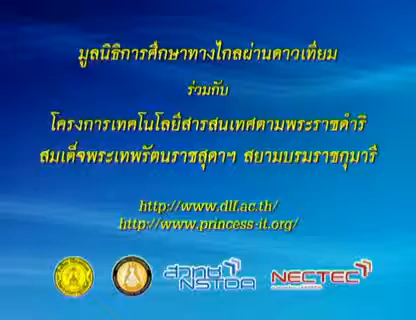 มูลนิธิการศึกษาทางไกลผ่านดาวเทียม
ร่วมกับ
โครงการเทคโนโลยีสารสนเทศตามพระราชดำริ
สมเด็จพระเทพรัตนราชสุดาฯ สยามบรมราชกุมารี
http://www.dlf.ac.th/
http://www.princess-it.org/
สวทช
NSTDA
NECTEC